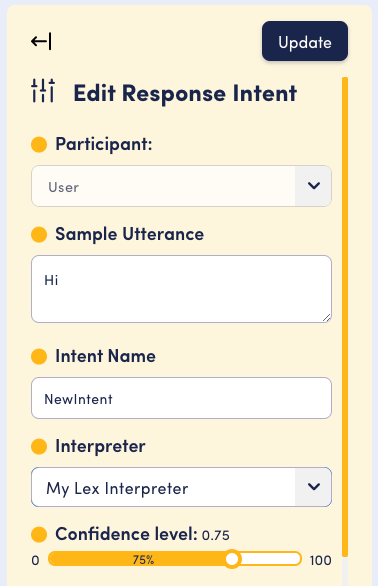 Update
Edit Response Intent
Participant:
User
Sample Utterance
Hi
Intent Name
NewIntent
Interpreter
My Lex Interpreter
Confidence level: 0.75
0 75% 100